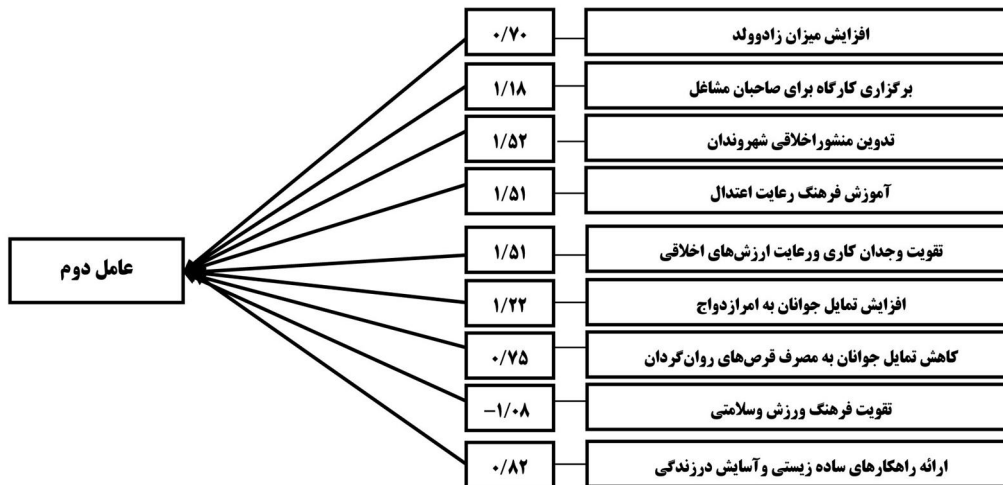 افزایش میزان زادوولد
۰/۷۰
برگزاری کارگاه برای صاحبان مشاغل
۱/۱۸
تدوین منشوراخلاقی شهروندان
۱/۵۲
آموزش فرهنگ رعایت اعتدال
۱/۵۱
تقویت وجدان کاری ورعایت ارزش‌های اخلاقی
۱/۵۱
افزایش تمایل جوانان به امرازدواج
۱/۲۲
کاهش تمایل جوانان به مصرف قرص‌های روان‌گردان
۰/۷۵
تقویت فرهنگ ورزش وسلامتی
−۱/۰۸
ارائه راهکارهای ساده زیستی وآسایش درزندگی
۰/۸۲
عامل دوم